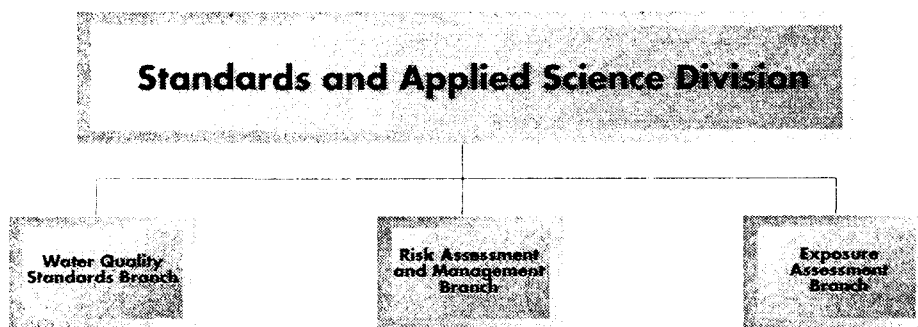 Standards and Applied Science Division
Water Quality
Standards Branch
Risk Assessment
and Management
Branch
Exposure
Assessment
Branch